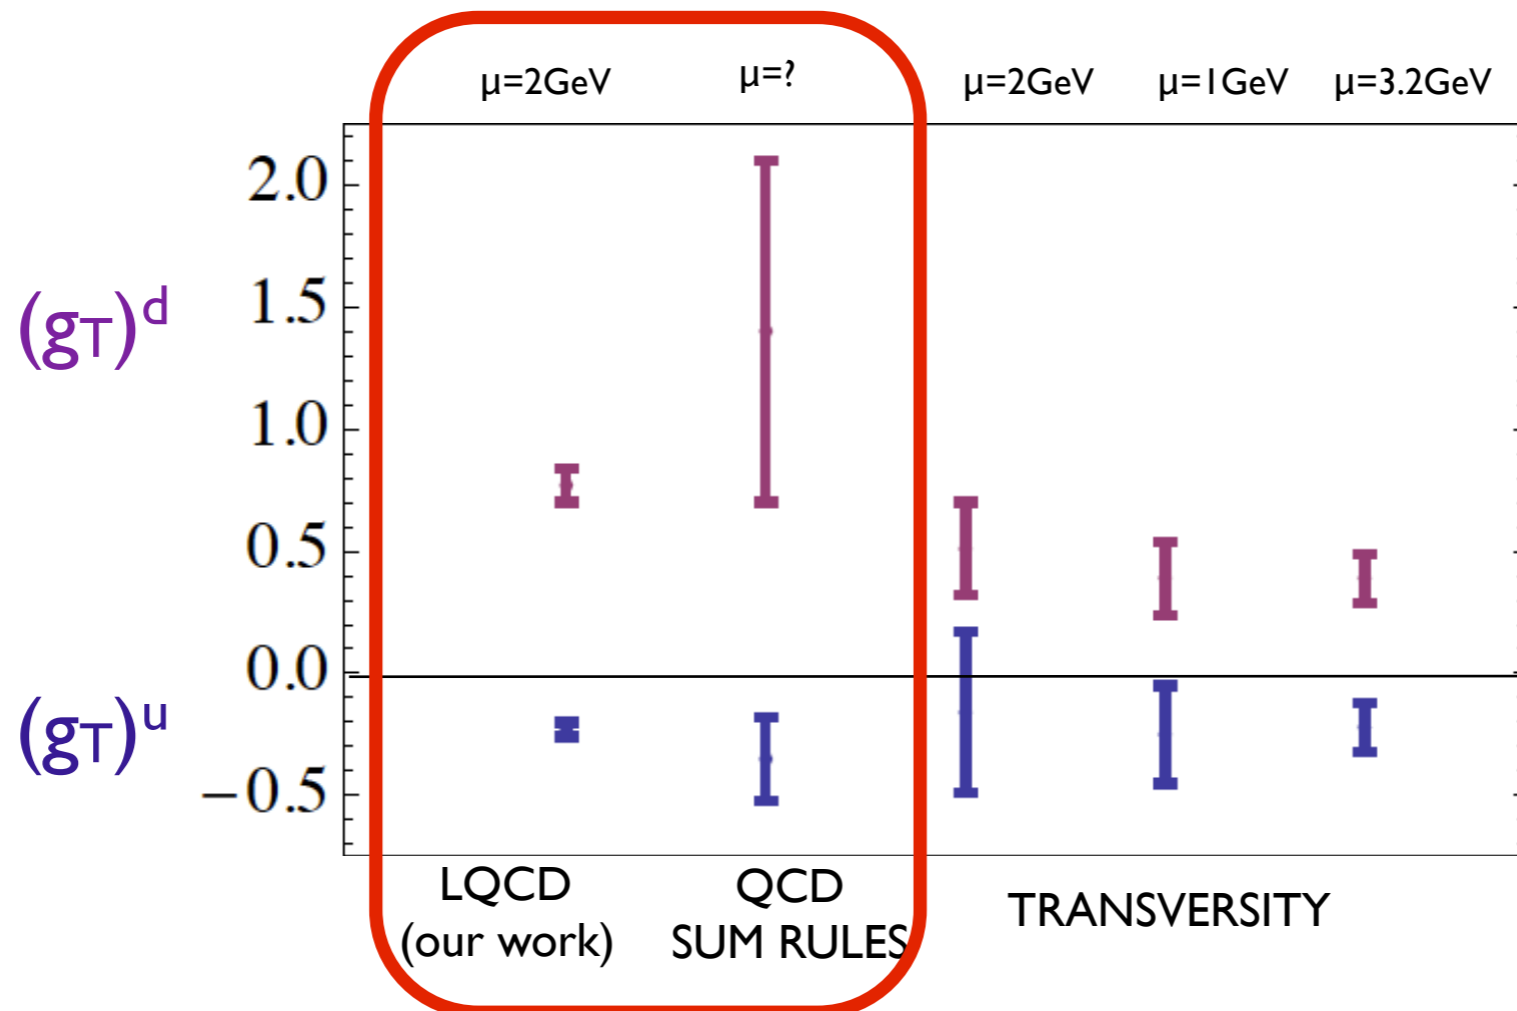 μ=2GeV
μ=?
μ=2GeV
μ=1GeV
μ=3.2GeV
2.0
1.5
1.0
0.5
0.0
−0.5
(gT)d
(gT)u
LQCD
(our work)
QCD
SUM RULES
TRANSVERSITY